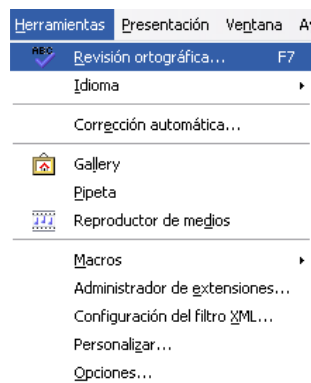 Herramientas Presentación Ventana
ABC Revisión ortográfica... F7
Idioma
Corrección automática...
Gallery
Pipeta
Reproductor de medios
Macros
Administrador de extensiones...
Configuración del filtro XML...
Personalizar...
Opciones...